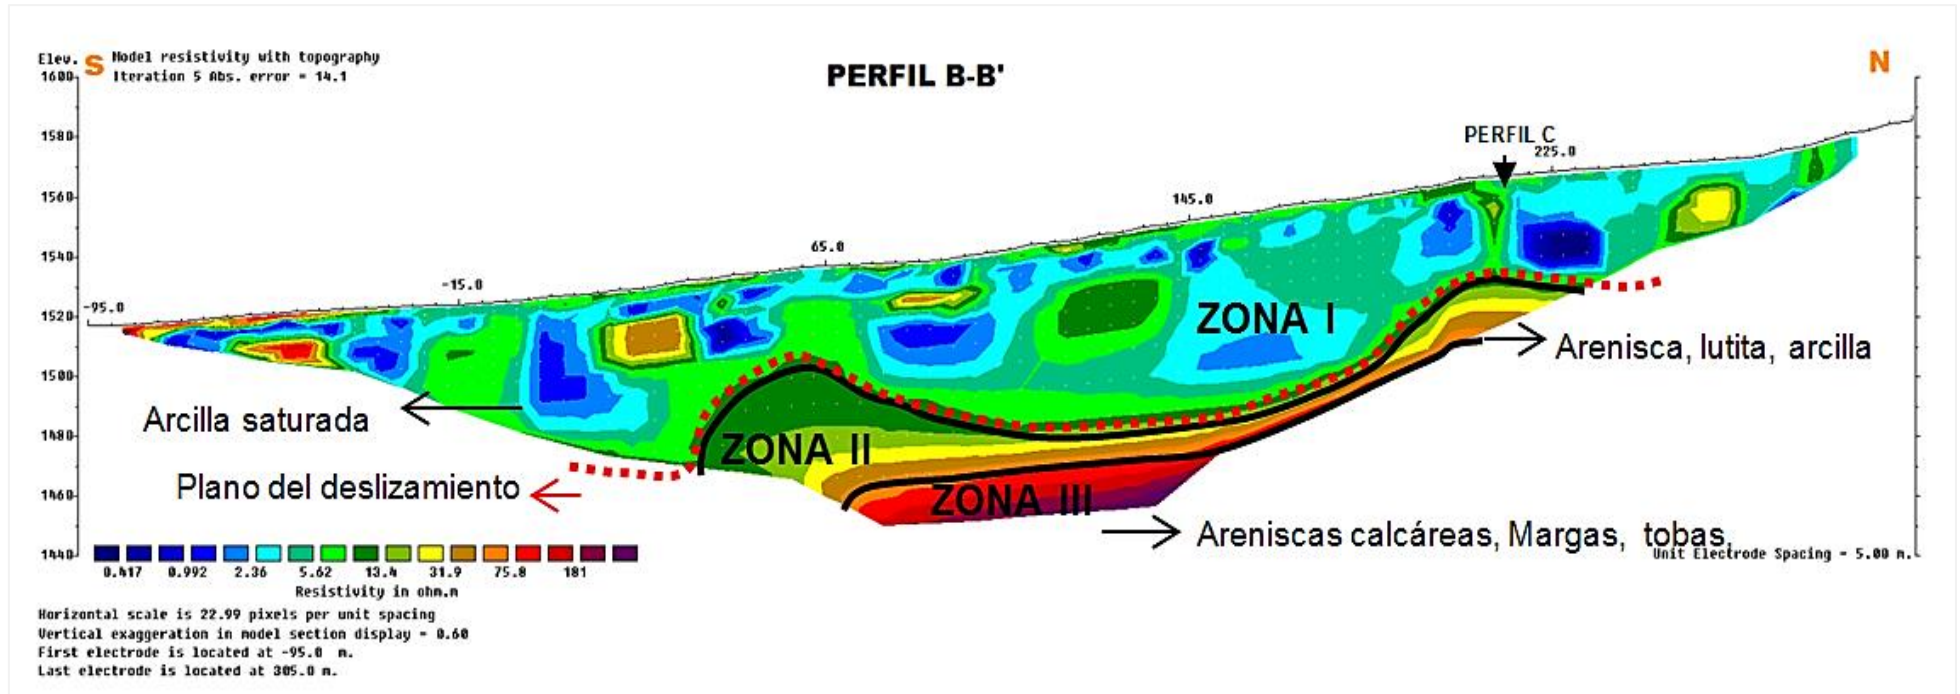 Elev. S Model resistivity with topography
Iteration 5 Abs. error = 14.1
PERFIL B-B'
N
1600
1580
1560
1540
1520
1500
1480
1460
1440
-95.0
-15.0
65.0
145.0
PERFIL C
225.0
ZONA I
Arenisca, lutita, arcilla
Arcilla saturada
ZONA II
Plano del deslizamiento
ZONA III
Areniscas calcáreas, Margas, tobas,
Unit Electrode Spacing = 5.00 m.
0.417 0.992 2.36 5.62 13.4 31.9 75.8 181
Resistivity in ohm.m
Horizontal scale is 22.99 pixels per unit spacing
Vertical exaggeration in model section display = 0.60
First electrode is located at -95.0 m.
Last electrode is located at 305.0 m.